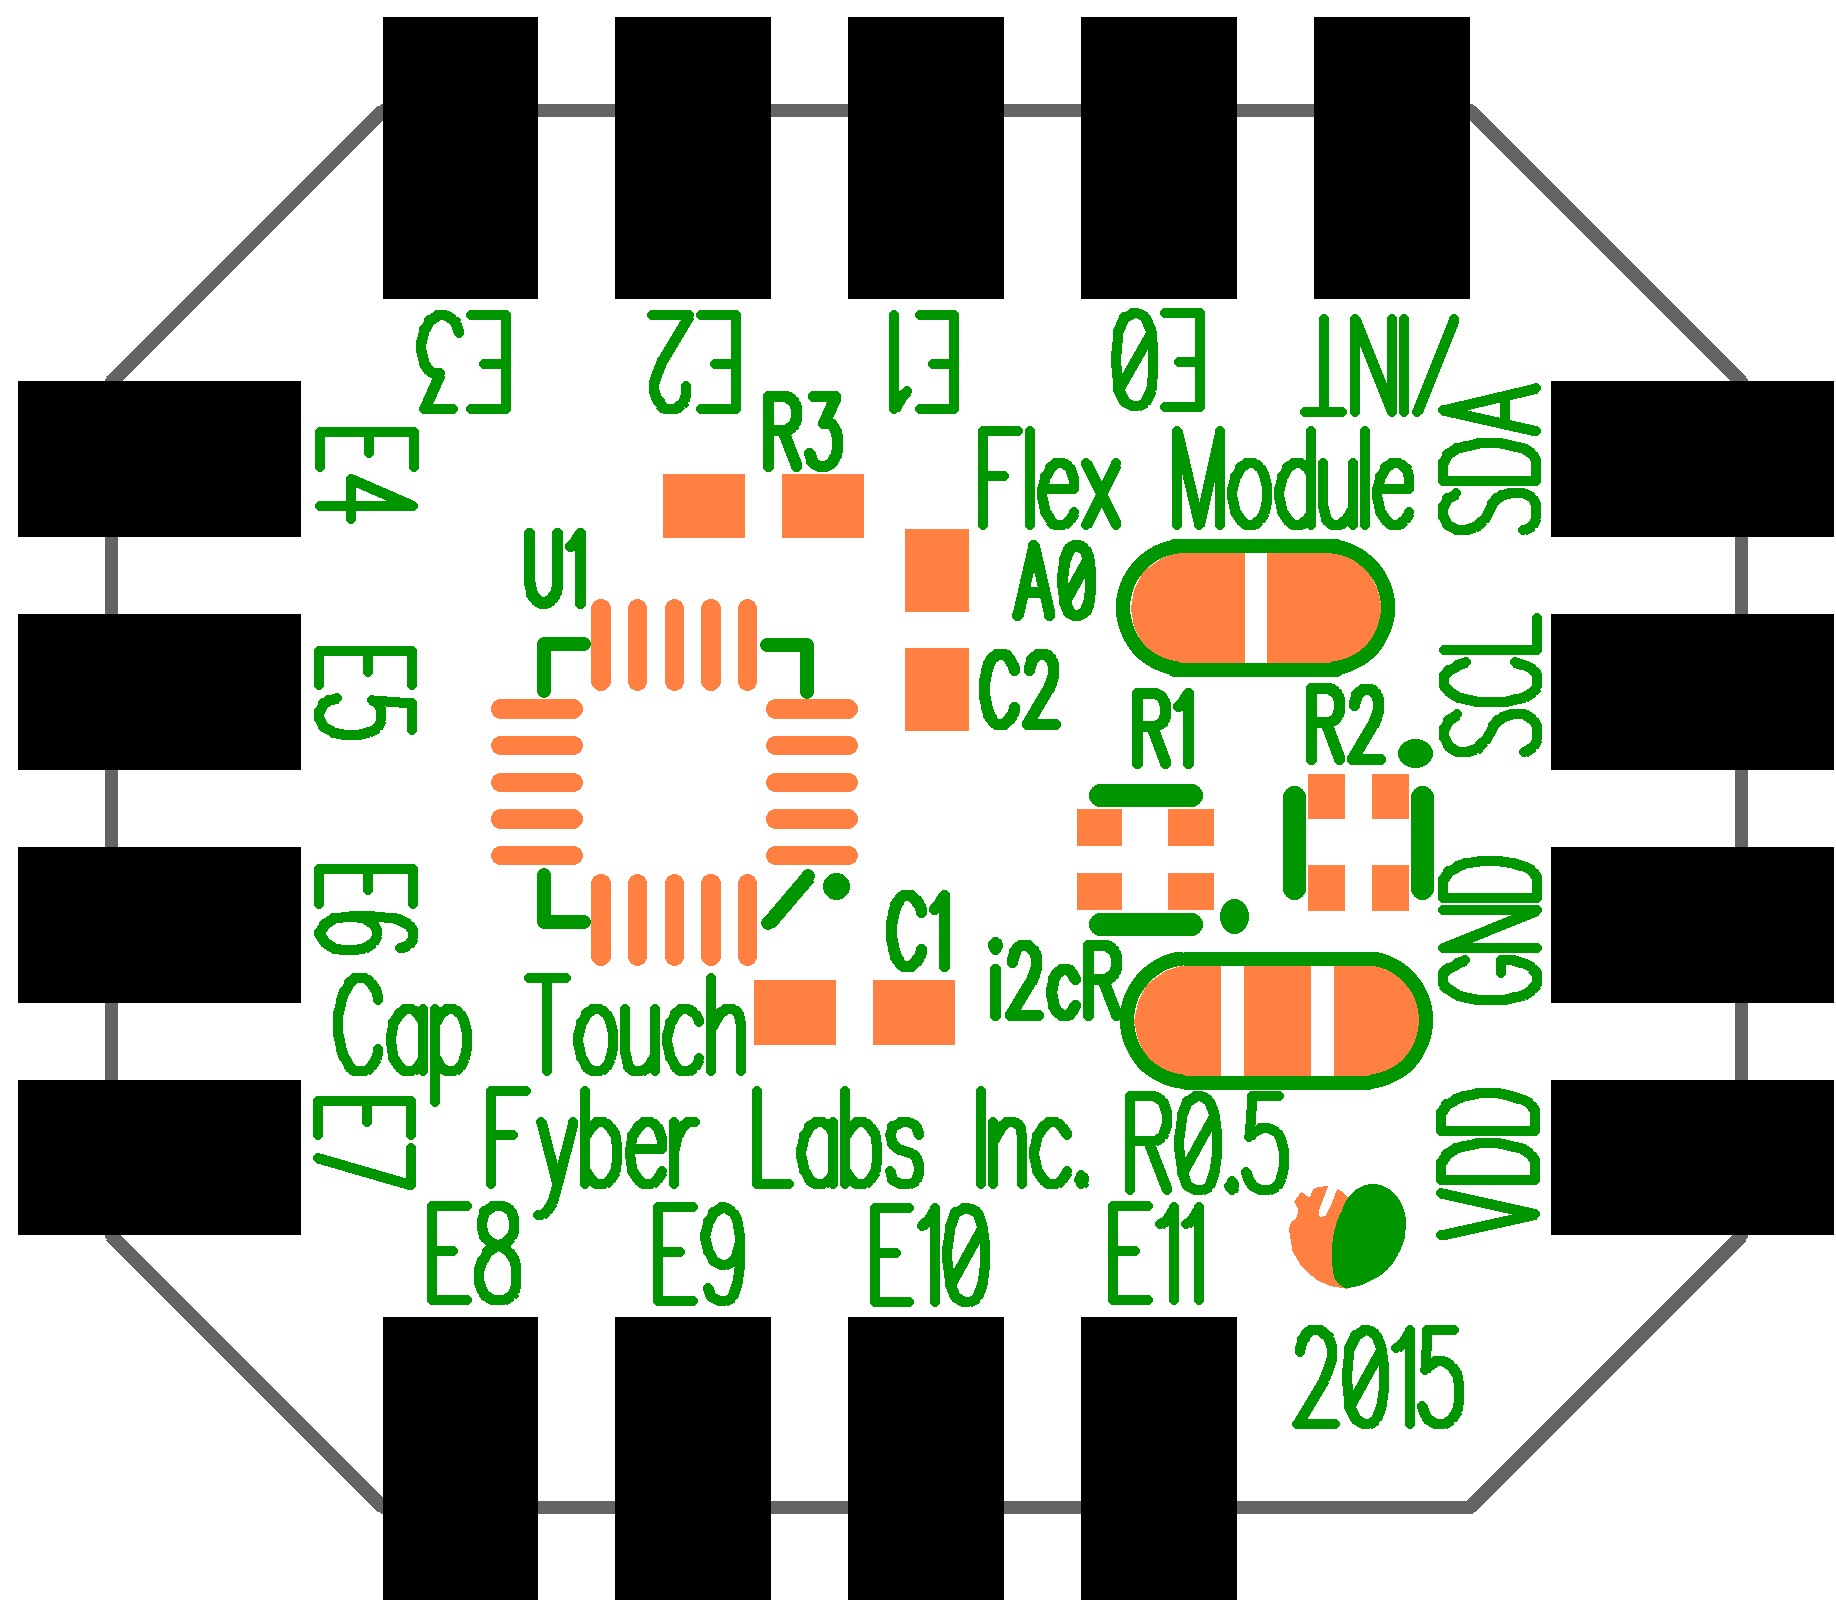 E3
E2
E1
E0
/INT
R3
E4
Flex Module
SDA
U1
A0
E5
C2
SCL
R1
R2
E6
C1
GND
i2cR
Cap Touch
E7
Fyber Labs Inc. R0.5
VDD
E8
E9
E10
E11
2015